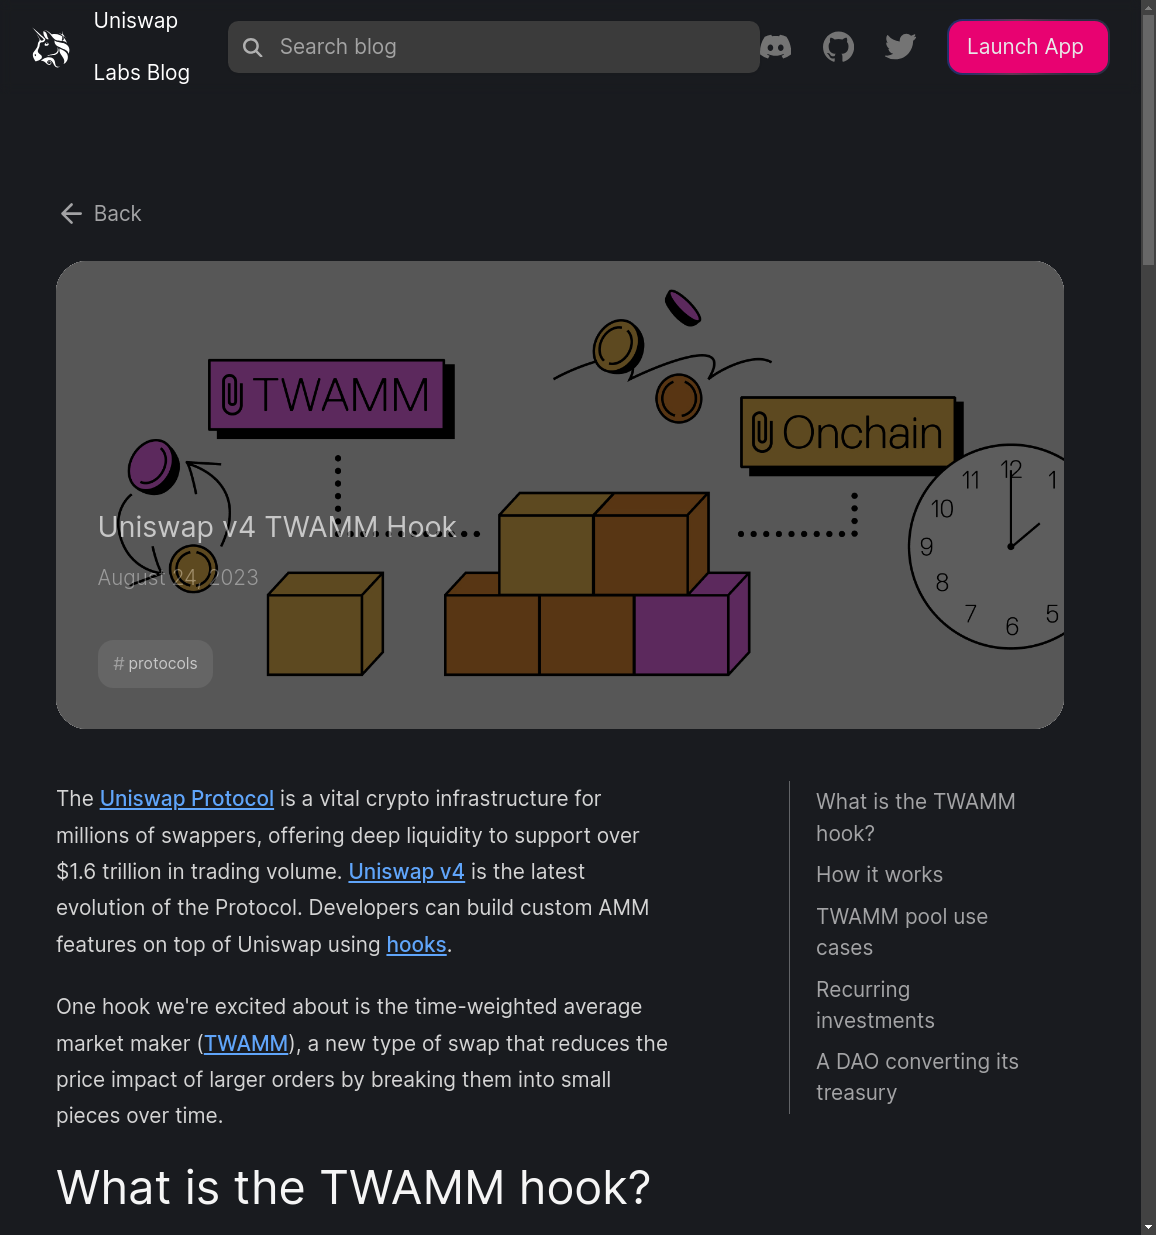 Uniswap
Labs Blog
Search blog
Launch App
Back
TWAMM
Onchain
12
11
1
10
9
8
7
6
5
Uniswap v4 TWAMM Hook
August 24, 2023
# protocols
The Uniswap Protocol is a vital crypto infrastructure for
millions of swappers, offering deep liquidity to support over
$1.6 trillion in trading volume. Uniswap v4 is the latest
evolution of the Protocol. Developers can build custom AMM
features on top of Uniswap using hooks.
One hook we're excited about is the time-weighted average
market maker (TWAMM), a new type of swap that reduces the
price impact of larger orders by breaking them into small
pieces over time.
What is the TWAMM hook?
What is the TWAMM
hook?
How it works
TWAMM pool use
cases
Recurring
investments
A DAO converting its
treasury